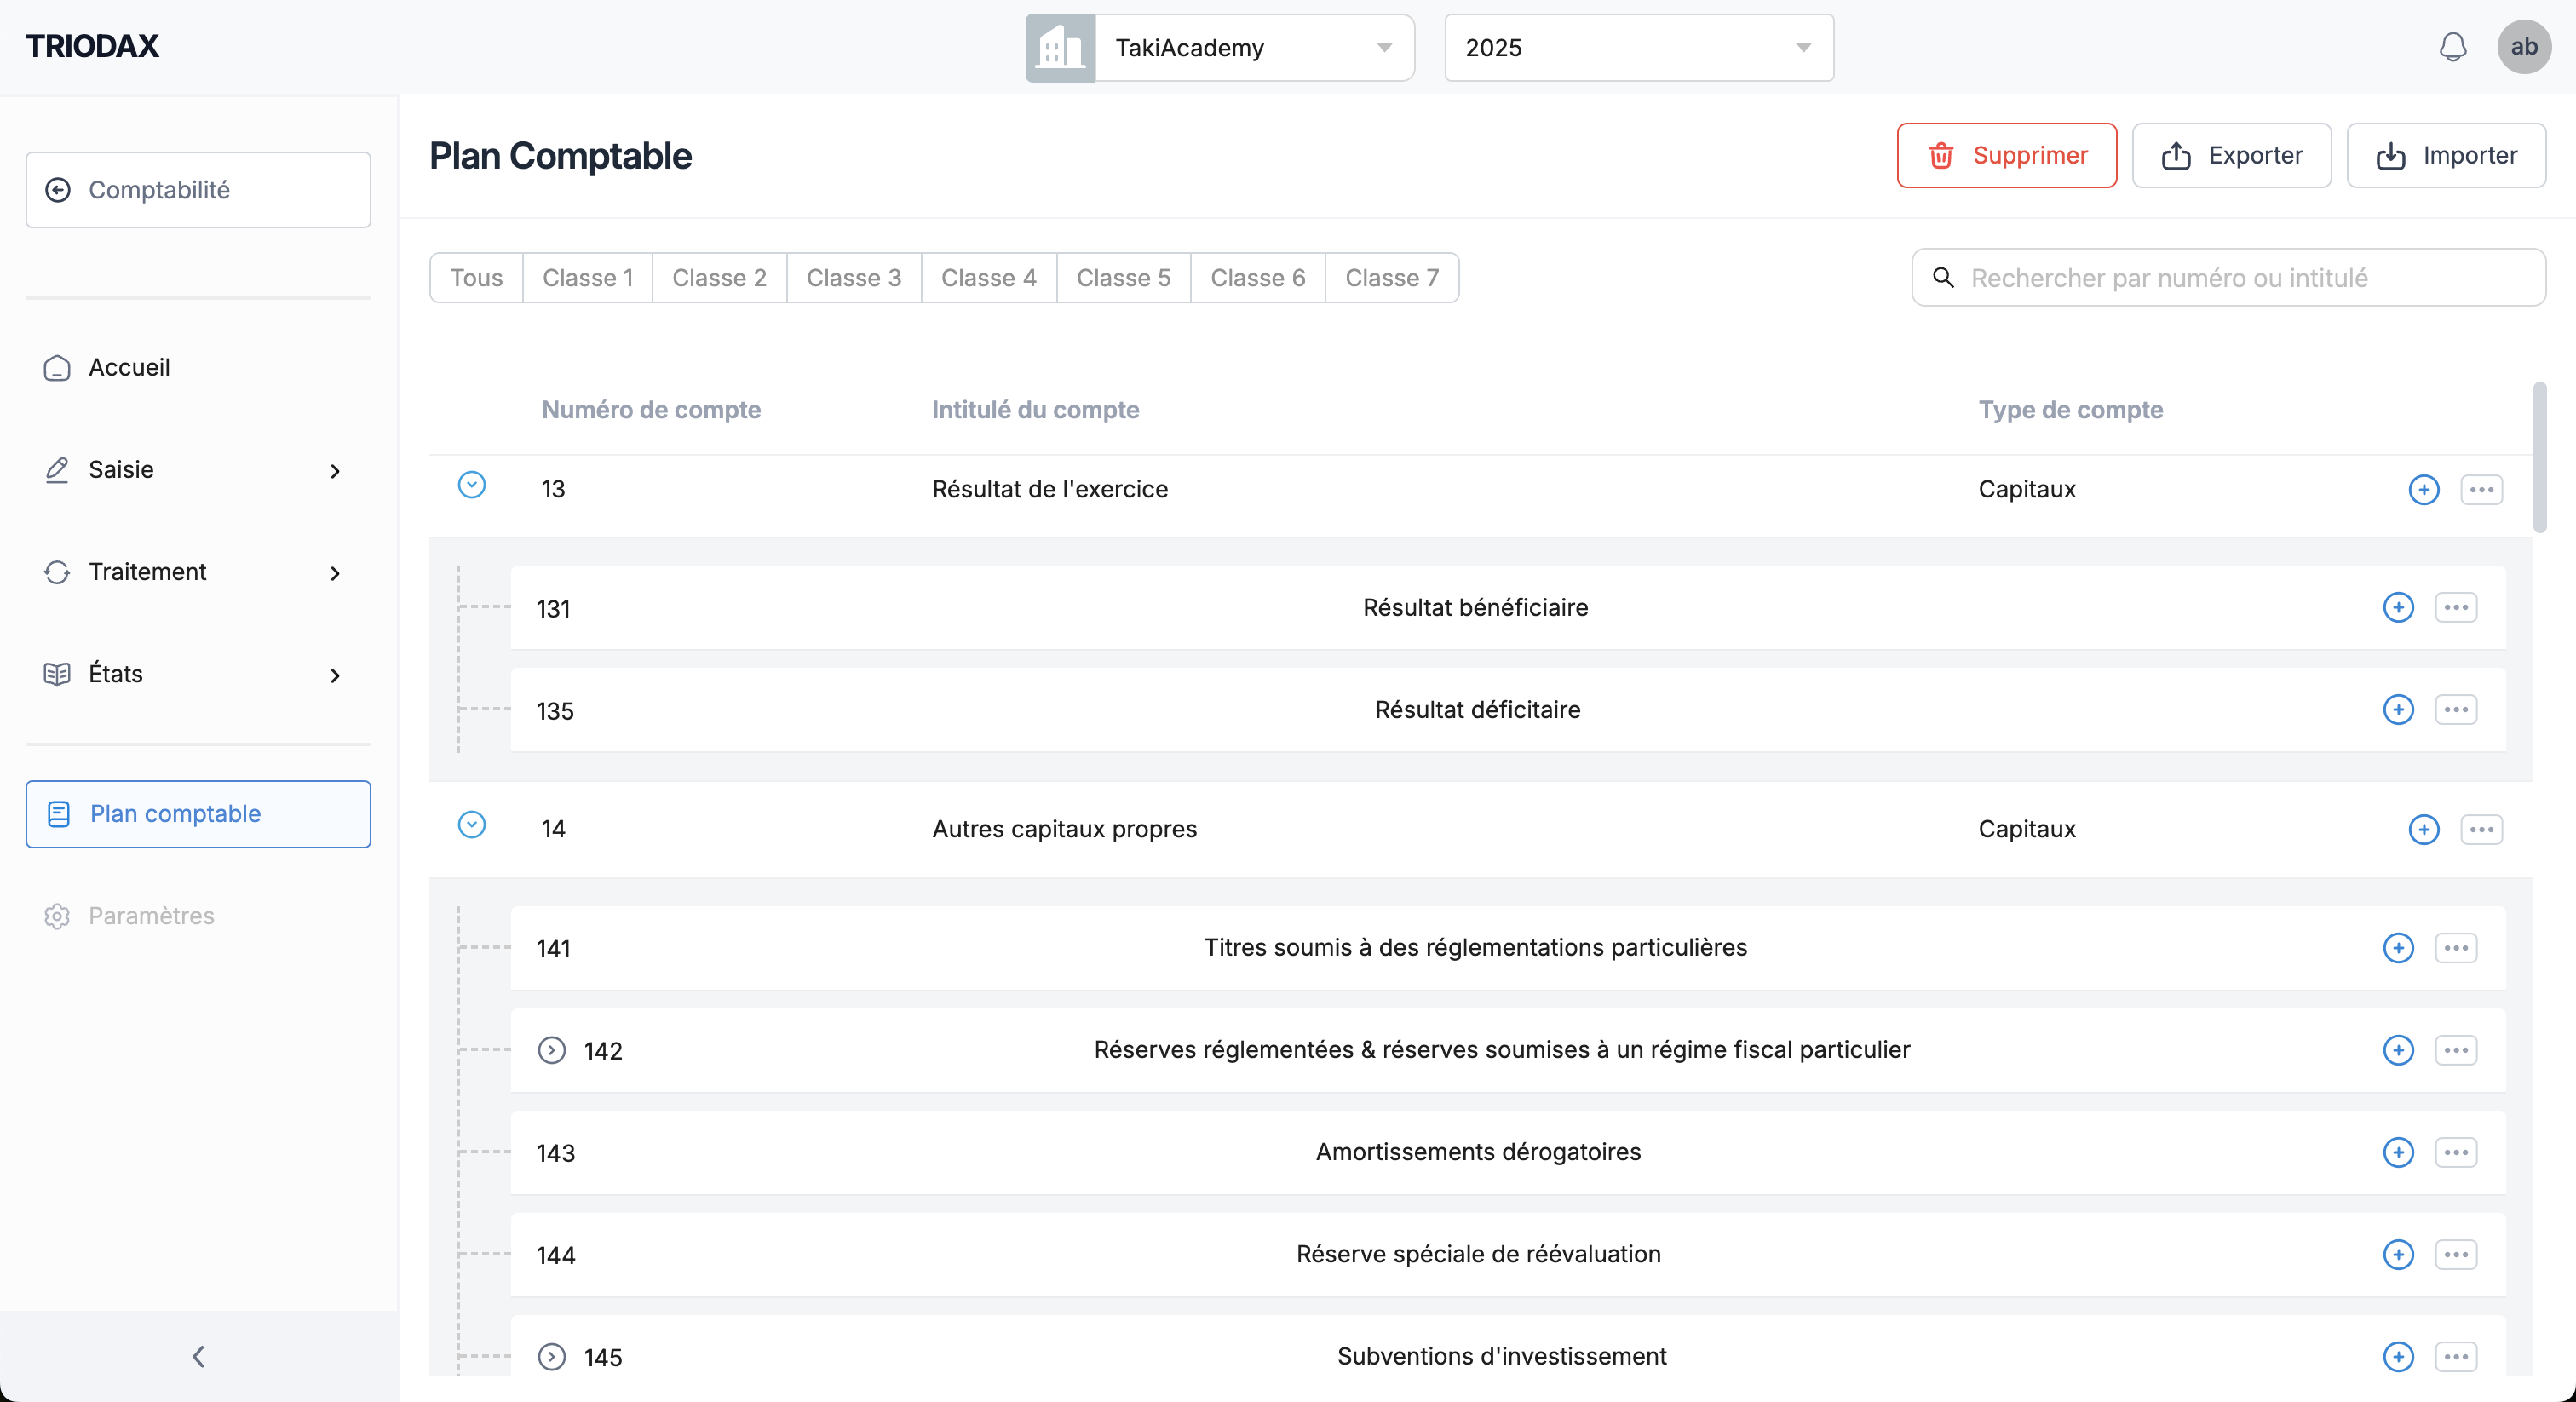 TRIODAX
TakiAcademy
2025
ab
Comptabilité
Accueil
Saisie
Traitement
États
Plan comptable
Paramètres
Plan Comptable
Supprimer
Exporter
Importer
Tous
Classe 1
Classe 2
Classe 3
Classe 4
Classe 5
Classe 6
Classe 7
Rechercher par numéro ou intitulé
Numéro de compte Intitulé du compte Type de compte
13 Résultat de l'exercice Capitaux
131 Résultat bénéficiaire
135 Résultat déficitaire
14 Autres capitaux propres Capitaux
141 Titres soumis à des réglementations particulières
142 Réserves réglementées & réserves soumises à un régime fiscal particulier
143 Amortissements dérogatoires
144 Réserve spéciale de réévaluation
145 Subventions d'investissement